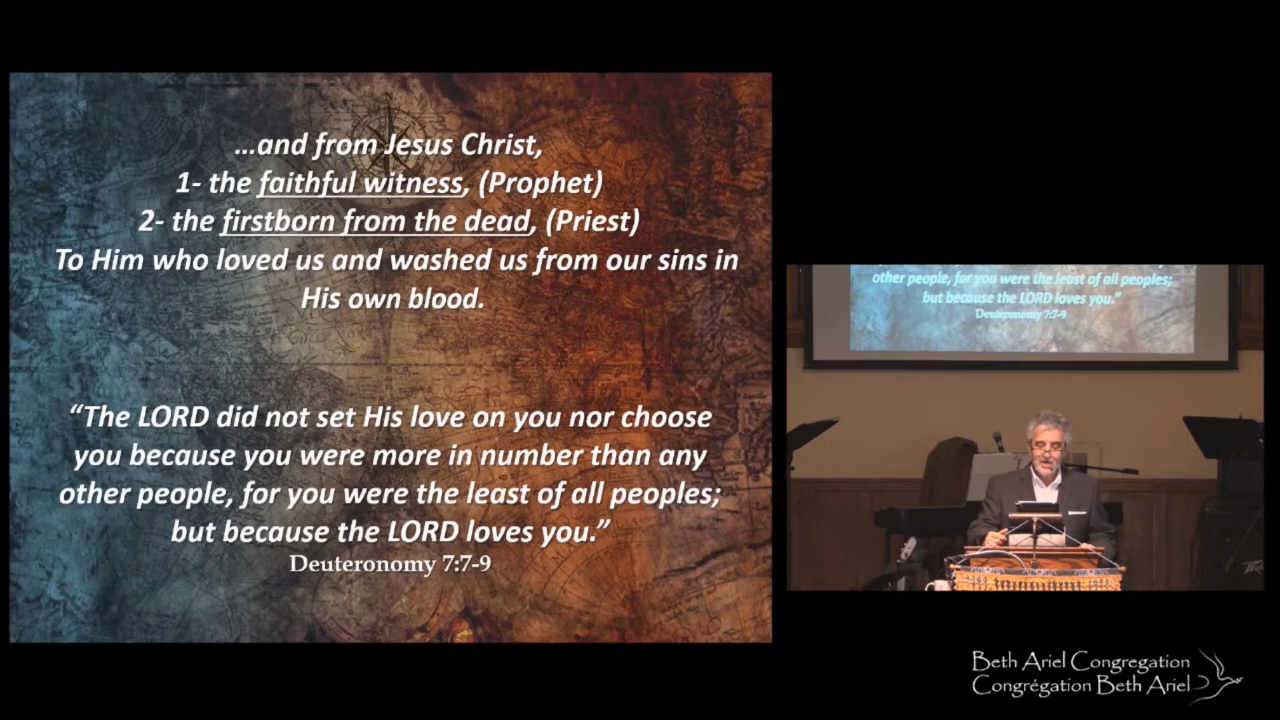 …and from Jesus Christ,
1- the faithful witness, (Prophet)
2- the firstborn from the dead, (Priest)
To Him who loved us and washed us from our sins in
His own blood.
“The LORD did not set His love on you nor choose
you because you were more in number than any
other people, for you were the least of all peoples;
but because the LORD loves you.”
Deuteronomy 7:7-9
other people, for you were the least of all peoples;
but because the LORD loves you.”
Deuteronomy 7:7-9
Beth Ariel Congregation
Congrégation Beth Ariel